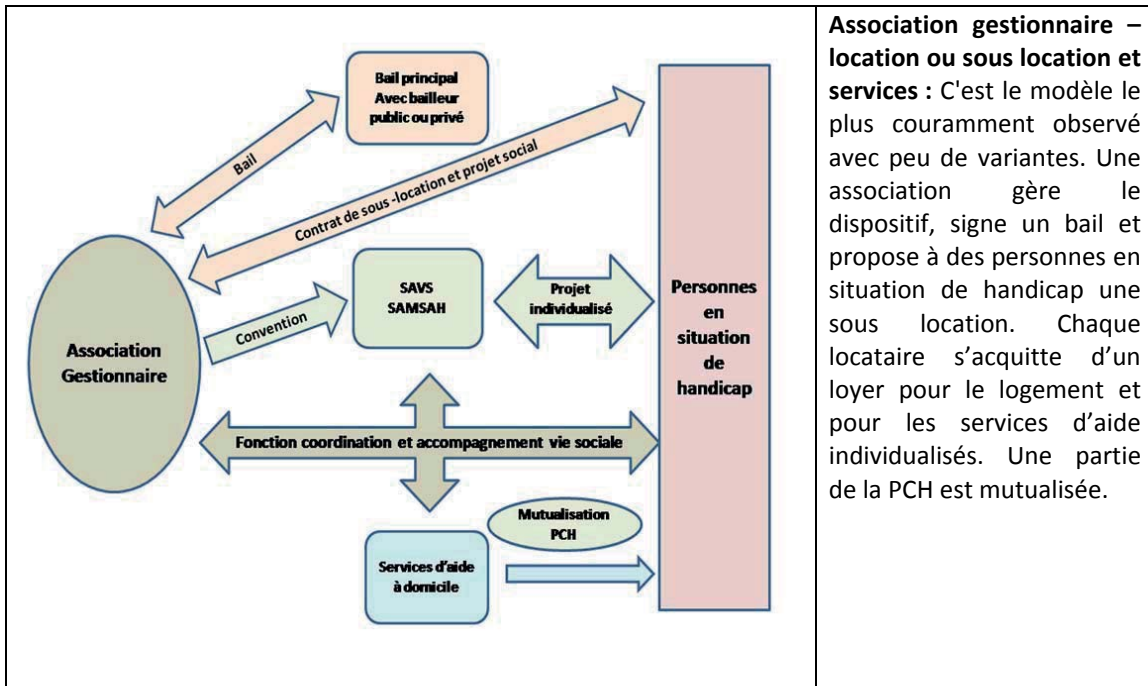 Bail principal
Avec bailleur
public ou privé
Bail
Contrat de sous -location et projet social
SAVS
SAMSAH
Projet
individualisé
Personnes
en
situation
de
handicap
Convention
Association
Gestionnaire
Fonction coordination et accompagnement vie sociale
Mutualisation
PCH
Services d'aide
à domicile
Association gestionnaire –
location ou sous location et
services : C'est le modèle le
plus couramment observé
avec peu de variantes. Une
association gère le
dispositif, signe un bail et
propose à des personnes en
situation de handicap une
sous location. Chaque
locataire s’acquitte d’un
loyer pour le logement et
pour les services d’aide
individualisés. Une partie
de la PCH est mutualisée.